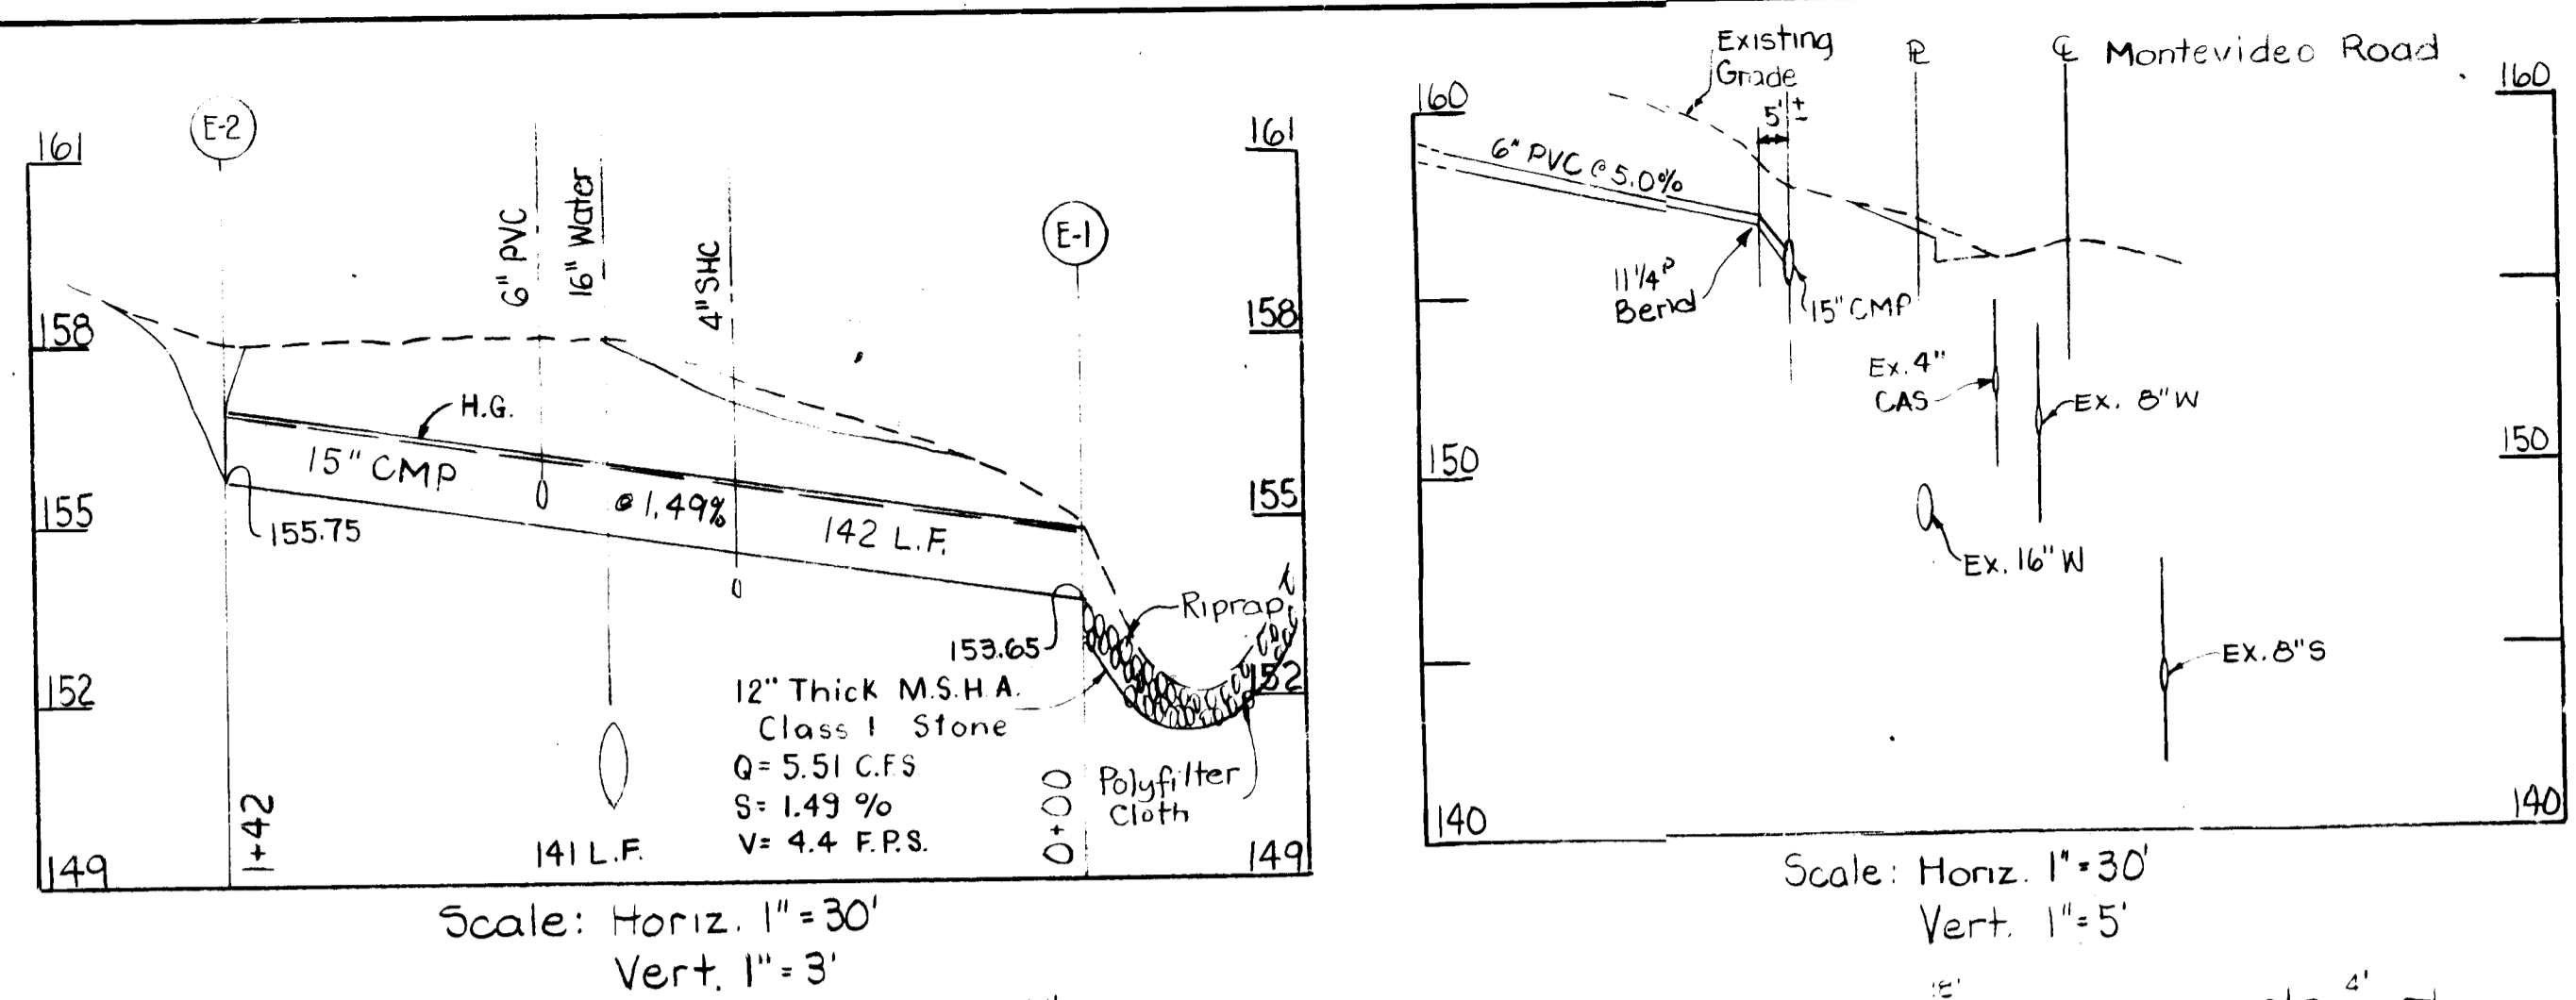 E-2
161
6" PVC
16" Water
4" SHC
E-1
161
158
158
H.G.
15" CMP
@ 1.49%
142 L.F.
155
155
155.75
153.65
Riprap
152
152
12" Thick M.S.H.A.
Class 1 Stone
Q= 5.51 C.F.S
S= 1.49 %
V= 4.4 F.P.S.
Polyfilter
Cloth
1+42
141 L.F.
0+00
149
149
Scale: Horiz. 1"=30'
Vert. 1"=3'
Existing
Grade
5' ±
℄ Montevideo Road
160
160
6" PVC @ 5.0%
11 1/4°
Bend
15" CMP
Ex. 4"
CAS
Ex. 8" W
150
150
Ex. 16" W
EX. 8" S
140
140
Scale: Horiz. 1"=30'
Vert. 1"=5'
4'